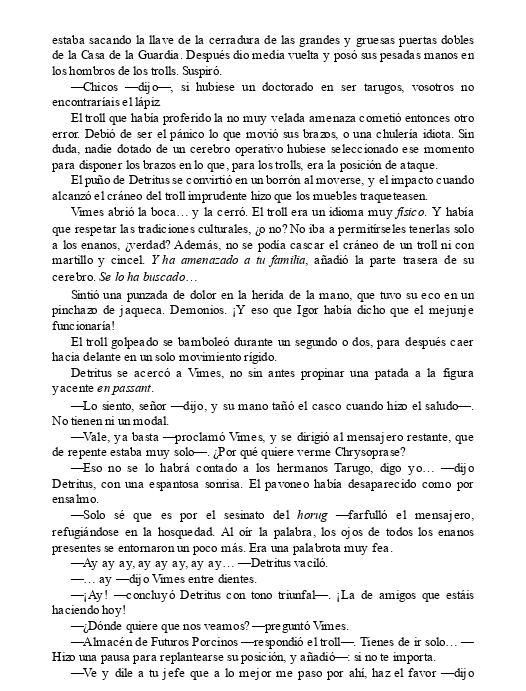 estaba sacando la llave de la cerradura de las grandes y gruesas puertas dobles
de la Casa de la Guardia. Después dio media vuelta y posó sus pesadas manos en
los hombros de los trolls. Suspiró.
—Chicos —dijo—, si hubiese un doctorado en ser tarugos, vosotros no
encontraríais el lápiz
El troll que había proferido la no muy velada amenaza cometió entonces otro
error. Debió de ser el pánico lo que movió sus brazos, o una chulería idiota. Sin
duda, nadie dotado de un cerebro operativo hubiese seleccionado ese momento
para disponer los brazos en lo que, para los trolls, era la posición de ataque.
El puño de Detritus se convirtió en un borrón al moverse, y el impacto cuando
alcanzó el cráneo del troll imprudente hizo que los muebles traqueteasen.
Vimes abrió la boca… y la cerró. El troll era un idioma muy físico. Y había
que respetar las tradiciones culturales, ¿o no? No iba a permitírseles tenerlas solo
a los enanos, ¿verdad? Además, no se podía cascar el cráneo de un troll ni con
martillo y cincel. Y ha amenazado a tu familia, añadió la parte trasera de su
cerebro. Se lo ha buscado…
Sintió una punzada de dolor en la herida de la mano, que tuvo su eco en un
pinchazo de jaqueca. Demonios. ¡Y eso que Igor había dicho que el mejunje
funcionaría!
El troll golpeado se bamboleó durante un segundo o dos, para después caer
hacia delante en un solo movimiento rígido.
Detritus se acercó a Vimes, no sin antes propinar una patada a la figura
yacente en passant.
—Lo siento, señor —dijo, y su mano tañó el casco cuando hizo el saludo—.
No tienen ni un modal.
—Vale, ya basta —proclamó Vimes, y se dirigió al mensajero restante, que
de repente estaba muy solo—. ¿Por qué quiere verme Chrysoprase?
—Eso no se lo habrá contado a los hermanos Tarugo, digo yo… —dijo
Detritus, con una espantosa sonrisa. El pavoneo había desaparecido como por
ensalmo.
—Solo sé que es por el sesinato del horug —farfulló el mensajero,
refugiándose en la hosquedad. Al oír la palabra, los ojos de todos los enanos
presentes se entornaron un poco más. Era una palabrota muy fea.
—Ay ay ay, ay ay ay, ay ay… —Detritus vaciló.
—… ay —dijo Vimes entre dientes.
—¡Ay! —concluyó Detritus con tono triunfal—. ¡La de amigos que estáis
haciendo hoy!
—¿Dónde quiere que nos veamos? —preguntó Vimes.
—Almacén de Futuros Porcinos —respondió el troll—. Tienes de ir solo… —
Hizo una pausa para replantearse su posición, y añadió—: si no te importa.
—Ve y dile a tu jefe que a lo mejor me paso por ahí, haz el favor —dijo